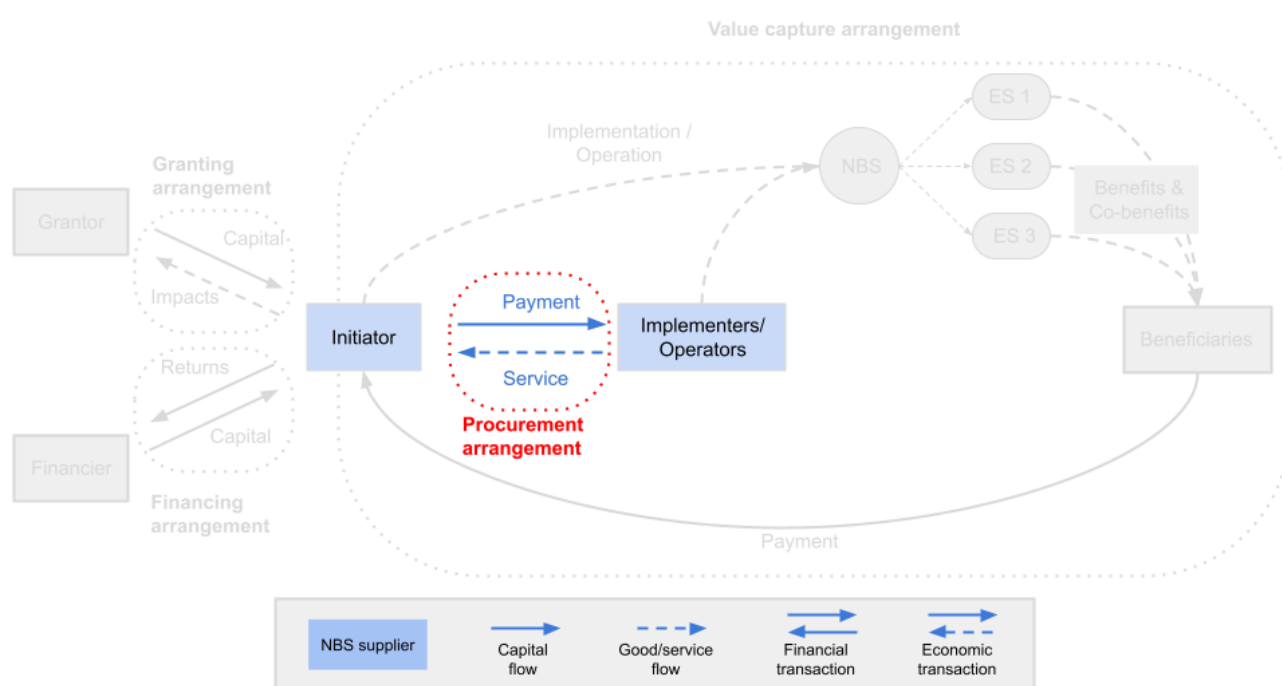 Value capture arrangement
Implementation /
Operation
ES 1
ES 2
ES 3
NBS
Benefits &
Co-benefits
Granting
arrangement
Grantor
Capital
Impacts
Initiator
Payment
Service
Implementers/
Operators
Beneficiaries
Procurement
arrangement
Returns
Capital
Financier
Financing
arrangement
Payment
NBS supplier
Capital
flow
Good/service
flow
Financial
transaction
Economic
transaction